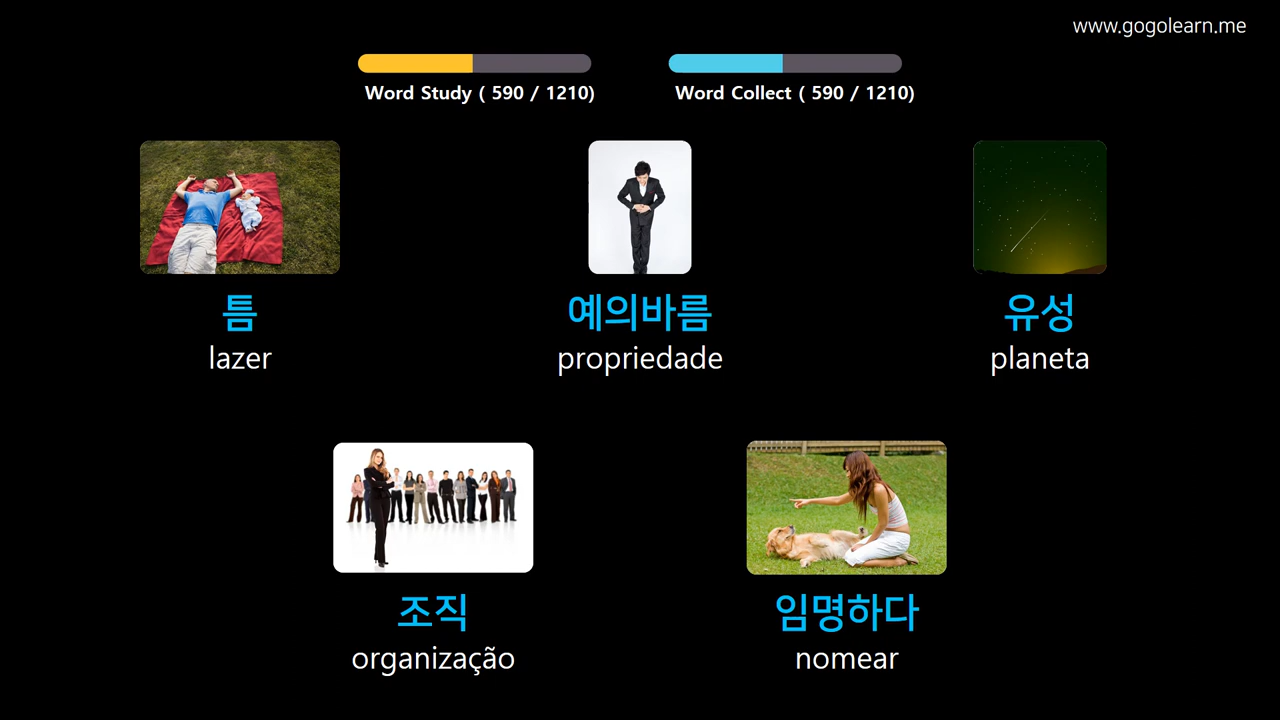 www.gogolearn.me
Word Study ( 590 / 1210)
Word Collect ( 590 / 1210)
틈
lazer
예의바름
propriedade
유성
planeta
조직
organização
임명하다
nomear